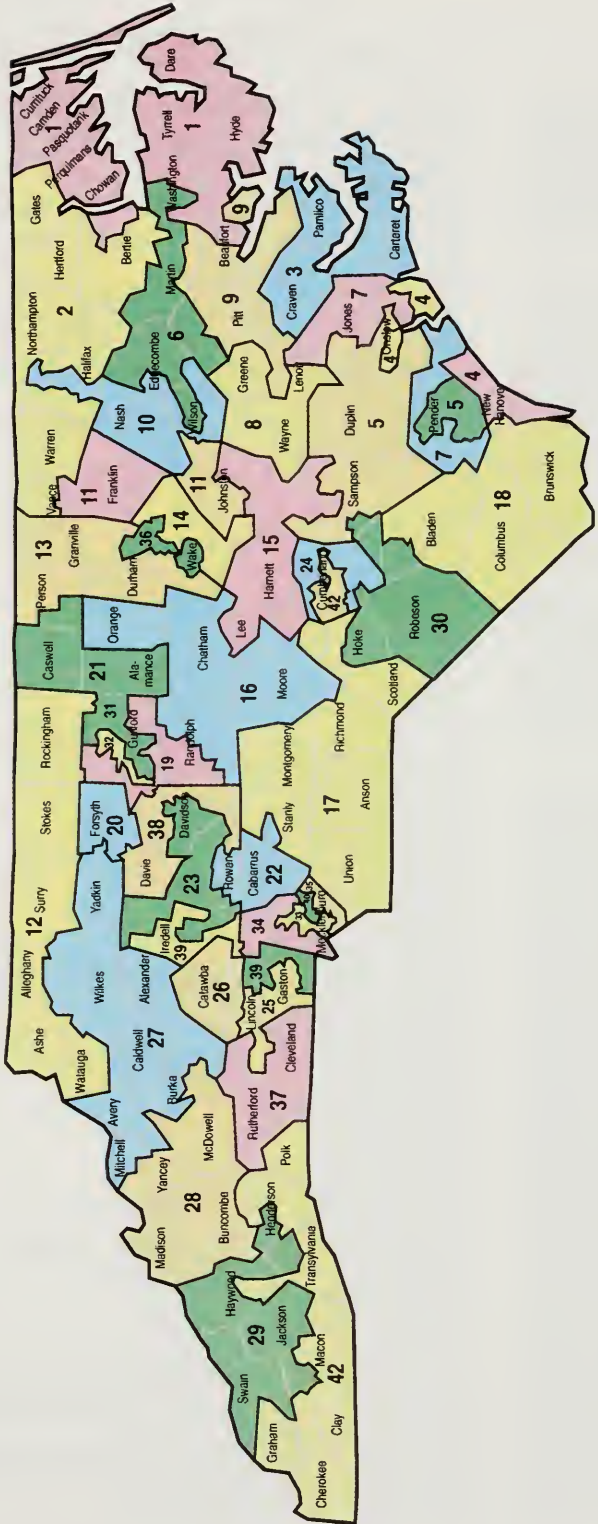 Cherokee
Graham
Clay
42
Macon
Swain
29
Jackson
Haywood
Transylvania
Henderson
Polk
Madison
Buncombe
28
Yancey
McDowell
Mitchell
Avery
Burka
Rutherford
37
Cleveland
Watauga
Ashe
Alleghany
12
Surry
Stokes
Rockingham
Caldwell
27
Wilkes
Alexander
Yadkin
Catawba
26
Lincoln
25
Gaston
39
Iredell
39
34
Davie
38
Davidson
23
Rowan
Forsyth
20
Cabarrus
22
Union
Stanly
17
Anson
Montgomery
Richmond
Scotland
32
31
Guilford
19
Randolph
Caswell
21
Ala-
mance
Orange
Chatham
16
Moore
Person
13
Granville
Durham
36
14
Wake
Lee
Harnett
15
Hoke
Robeson
30
24
Cumberland
42
Vance
11
Franklin
Warren
11
Johnston
Sampson
Bladen
Columbus
18
Brunswick
Nash
10
Wilson
Halifax
Northampton
2
Hertford
Gates
Bertie
Edgecombe
6
Martin
Washington
8
Wayne
Greene
Lenoir
Pitt
9
Beaufort
9
Duplin
5
Pender
5
7
New
Hanover
4
Jones
7
Onslow
4
4
Craven
3
Pamlico
Carteret
Currituck
Camden
1
Pasquotank
Perquimans
Chowan
Tyrrell
1
Dare
Hyde